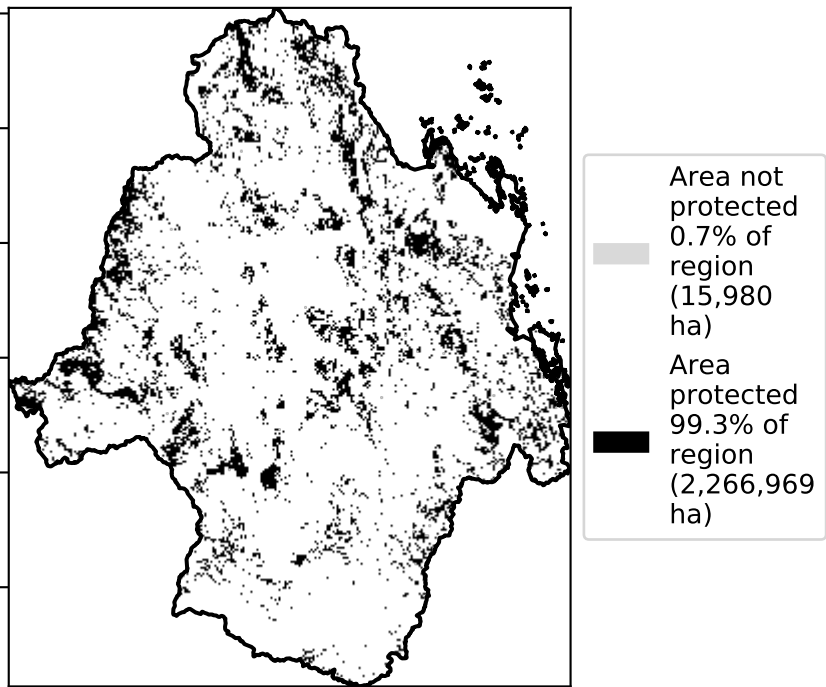 Area not
protected
0.7% of
region
(15,980
ha)
Area
protected
99.3% of
region
(2,266,969
ha)